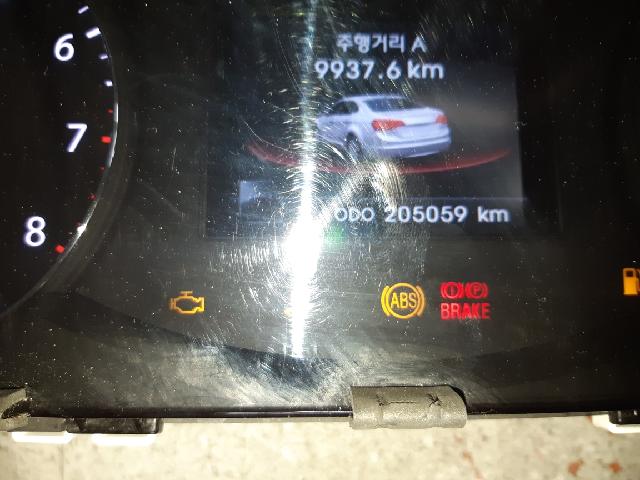 6
7
8
주행거리 A
9937.6 km
ODO 205059 km
ABS
(!) (P)
BRAKE